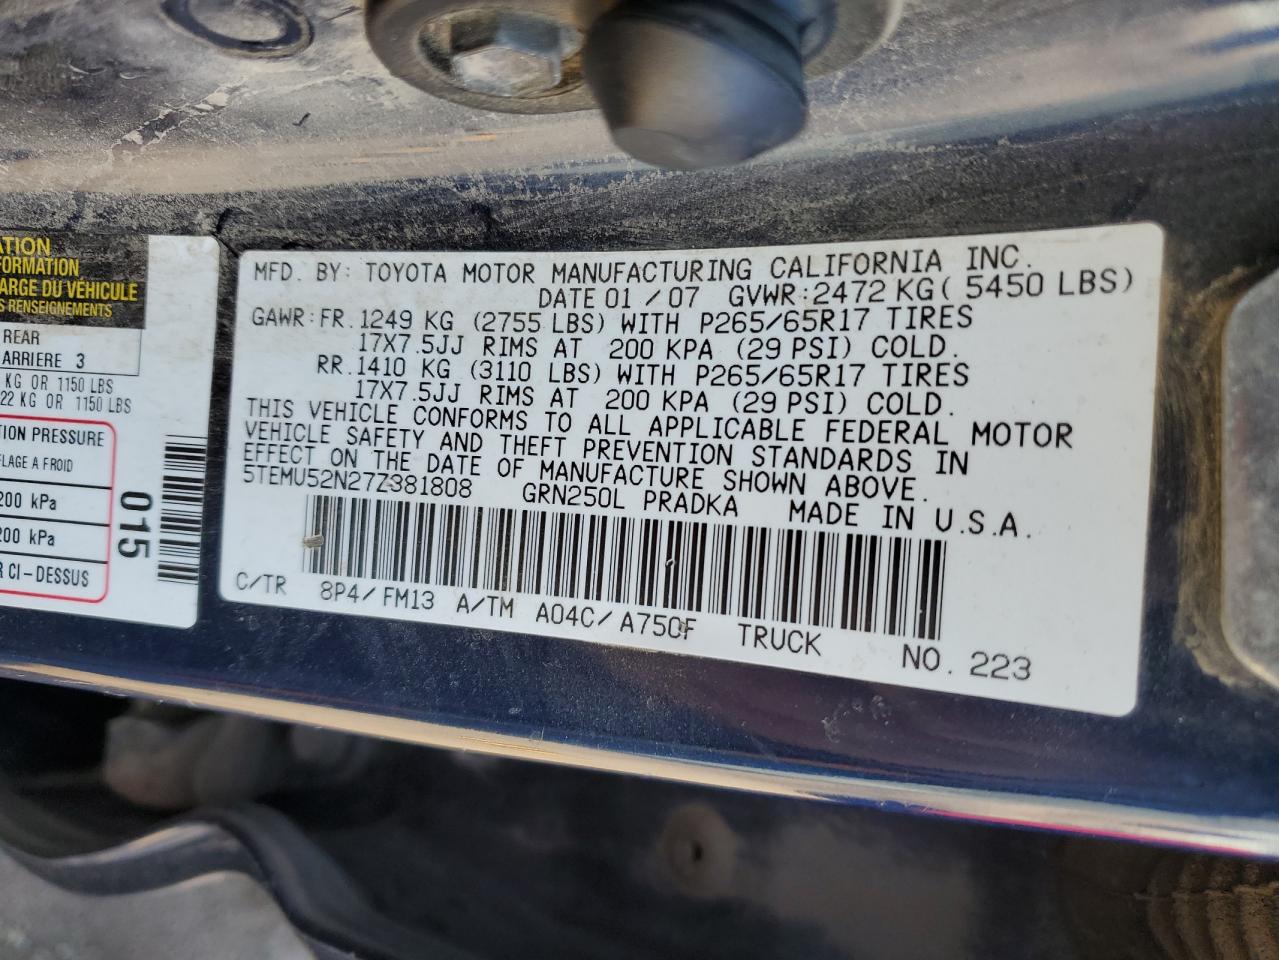 ATION
FORMATION
ARGE DU VÉHICULE
S RENSEIGNEMENTS
REAR
ARRIERE 3
KG OR 1150 LBS
22 KG OR 1150 LBS
TION PRESSURE
FLAGE A FROID
200 kPa
200 kPa
R CI-DESSUS
015
MFD. BY: TOYOTA MOTOR MANUFACTURING CALIFORNIA INC.
DATE 01 / 07 GVWR: 2472 KG ( 5450 LBS)
GAWR: FR. 1249 KG (2755 LBS) WITH P265/65R17 TIRES
17X7.5JJ RIMS AT 200 KPA (29 PSI) COLD.
RR. 1410 KG (3110 LBS) WITH P265/65R17 TIRES
17X7.5JJ RIMS AT 200 KPA (29 PSI) COLD.
THIS VEHICLE CONFORMS TO ALL APPLICABLE FEDERAL MOTOR
VEHICLE SAFETY AND THEFT PREVENTION STANDARDS IN
EFFECT ON THE DATE OF MANUFACTURE SHOWN ABOVE.
5TEMU52N27Z381808 GRN250L PRADKA MADE IN U.S.A.
C/TR 8P4/FM13 A/TM A04C/A750F TRUCK NO. 223